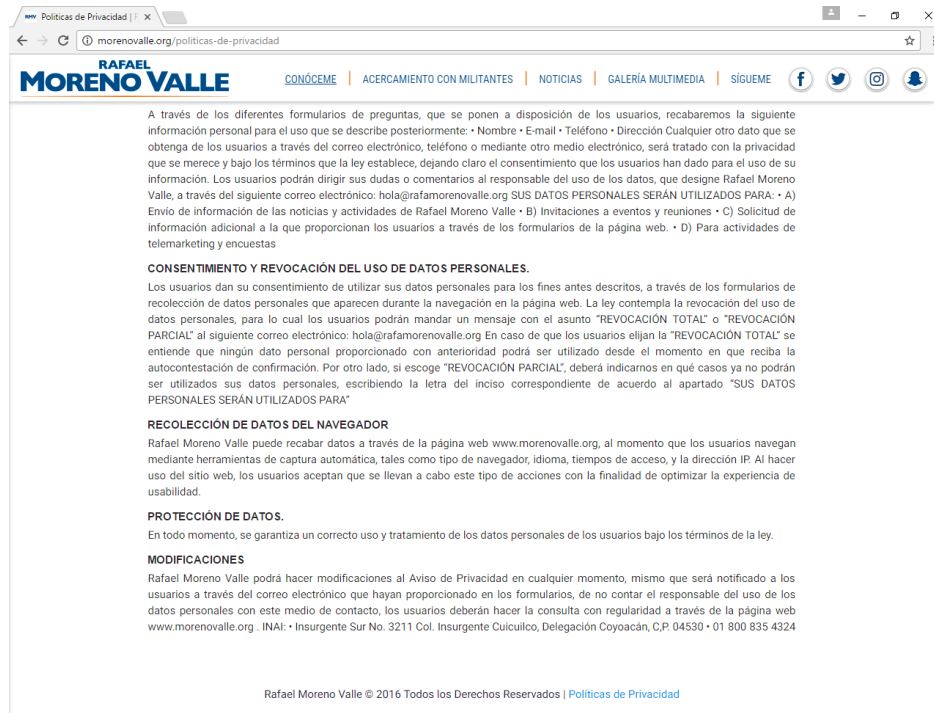 RMV Politicas de Privacidad | F
morenovalle.org/politicas-de-privacidad
RAFAEL
MORENO VALLE
CONÓCEME | ACERCAMIENTO CON MILITANTES | NOTICIAS | GALERÍA MULTIMEDIA | SÍGUEME
A través de los diferentes formularios de preguntas, que se ponen a disposición de los usuarios, recabaremos la siguiente
información personal para el uso que se describe posteriormente: • Nombre • E-mail • Teléfono • Dirección Cualquier otro dato que se
obtenga de los usuarios a través del correo electrónico, teléfono o mediante otro medio electrónico, será tratado con la privacidad
que se merece y bajo los términos que la ley establece, dejando claro el consentimiento que los usuarios han dado para el uso de su
información. Los usuarios podrán dirigir sus dudas o comentarios al responsable del uso de los datos, que designe Rafael Moreno
Valle, a través del siguiente correo electrónico: hola@rafamorenovalle.org SUS DATOS PERSONALES SERÁN UTILIZADOS PARA: • A)
Envío de información de las noticias y actividades de Rafael Moreno Valle • B) Invitaciones a eventos y reuniones • C) Solicitud de
información adicional a la que proporcionan los usuarios a través de los formularios de la página web. • D) Para actividades de
telemarketing y encuestas
CONSENTIMIENTO Y REVOCACIÓN DEL USO DE DATOS PERSONALES.
Los usuarios dan su consentimiento de utilizar sus datos personales para los fines antes descritos, a través de los formularios de
recolección de datos personales que aparecen durante la navegación en la página web. La ley contempla la revocación del uso de
datos personales, para lo cual los usuarios podrán mandar un mensaje con el asunto "REVOCACIÓN TOTAL" o "REVOCACIÓN
PARCIAL" al siguiente correo electrónico: hola@rafamorenovalle.org En caso de que los usuarios elijan la "REVOCACIÓN TOTAL" se
entiende que ningún dato personal proporcionado con anterioridad podrá ser utilizado desde el momento en que reciba la
autocontestación de confirmación. Por otro lado, si escoge "REVOCACIÓN PARCIAL", deberá indicarnos en qué casos ya no podrán
ser utilizados sus datos personales, escribiendo la letra del inciso correspondiente de acuerdo al apartado "SUS DATOS
PERSONALES SERÁN UTILIZADOS PARA"
RECOLECCIÓN DE DATOS DEL NAVEGADOR
Rafael Moreno Valle puede recabar datos a través de la página web www.morenovalle.org, al momento que los usuarios navegan
mediante herramientas de captura automática, tales como tipo de navegador, idioma, tiempos de acceso, y la dirección IP. Al hacer
uso del sitio web, los usuarios aceptan que se llevan a cabo este tipo de acciones con la finalidad de optimizar la experiencia de
usabilidad.
PROTECCIÓN DE DATOS.
En todo momento, se garantiza un correcto uso y tratamiento de los datos personales de los usuarios bajo los términos de la ley.
MODIFICACIONES
Rafael Moreno Valle podrá hacer modificaciones al Aviso de Privacidad en cualquier momento, mismo que será notificado a los
usuarios a través del correo electrónico que hayan proporcionado en los formularios, de no contar el responsable del uso de los
datos personales con este medio de contacto, los usuarios deberán hacer la consulta con regularidad a través de la página web
www.morenovalle.org . INAI: • Insurgente Sur No. 3211 Col. Insurgente Cuicuilco, Delegación Coyoacán, C,P. 04530 • 01 800 835 4324
Rafael Moreno Valle © 2016 Todos los Derechos Reservados | Políticas de Privacidad